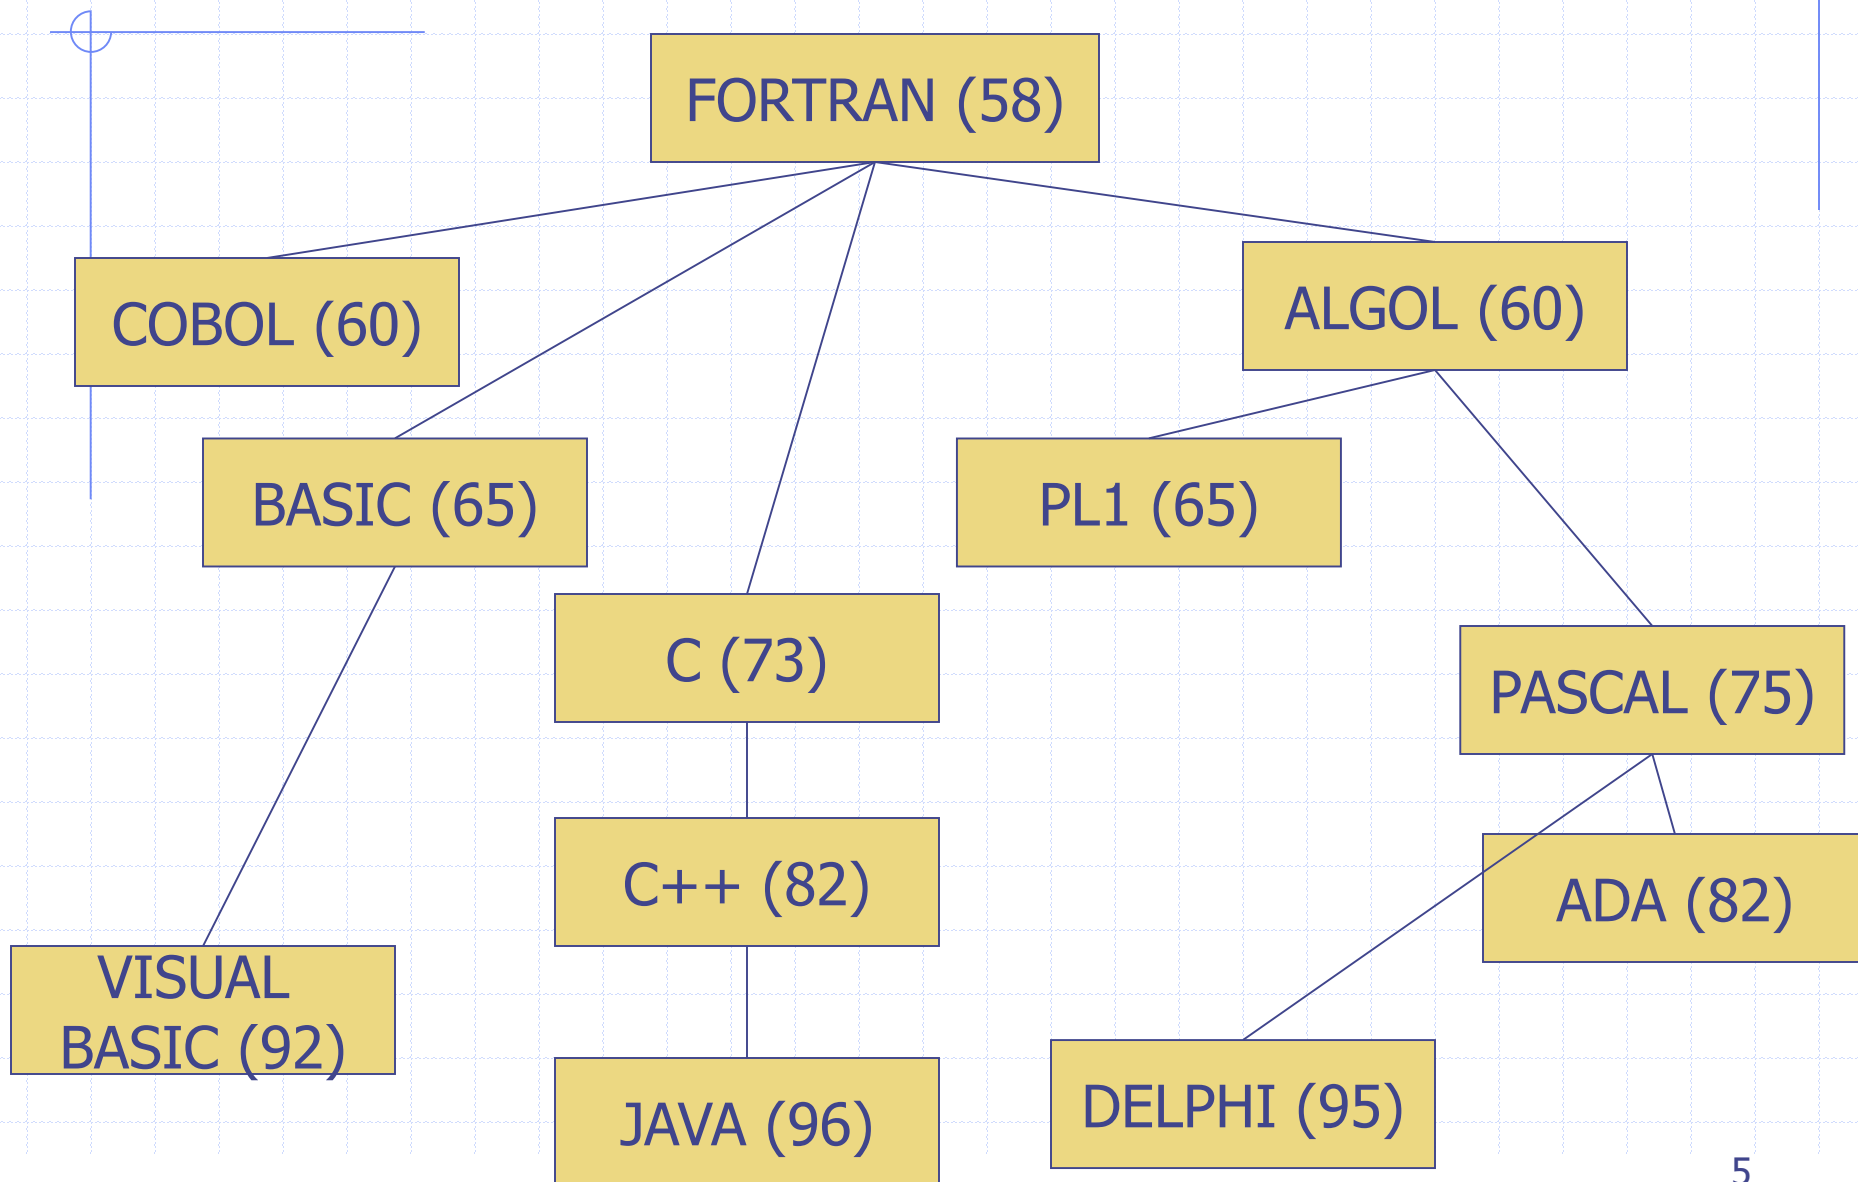 FORTRAN (58)
COBOL (60)
ALGOL (60)
BASIC (65)
PL1 (65)
C (73)
PASCAL (75)
C++ (82)
ADA (82)
VISUAL
BASIC (92)
JAVA (96)
DELPHI (95)
5